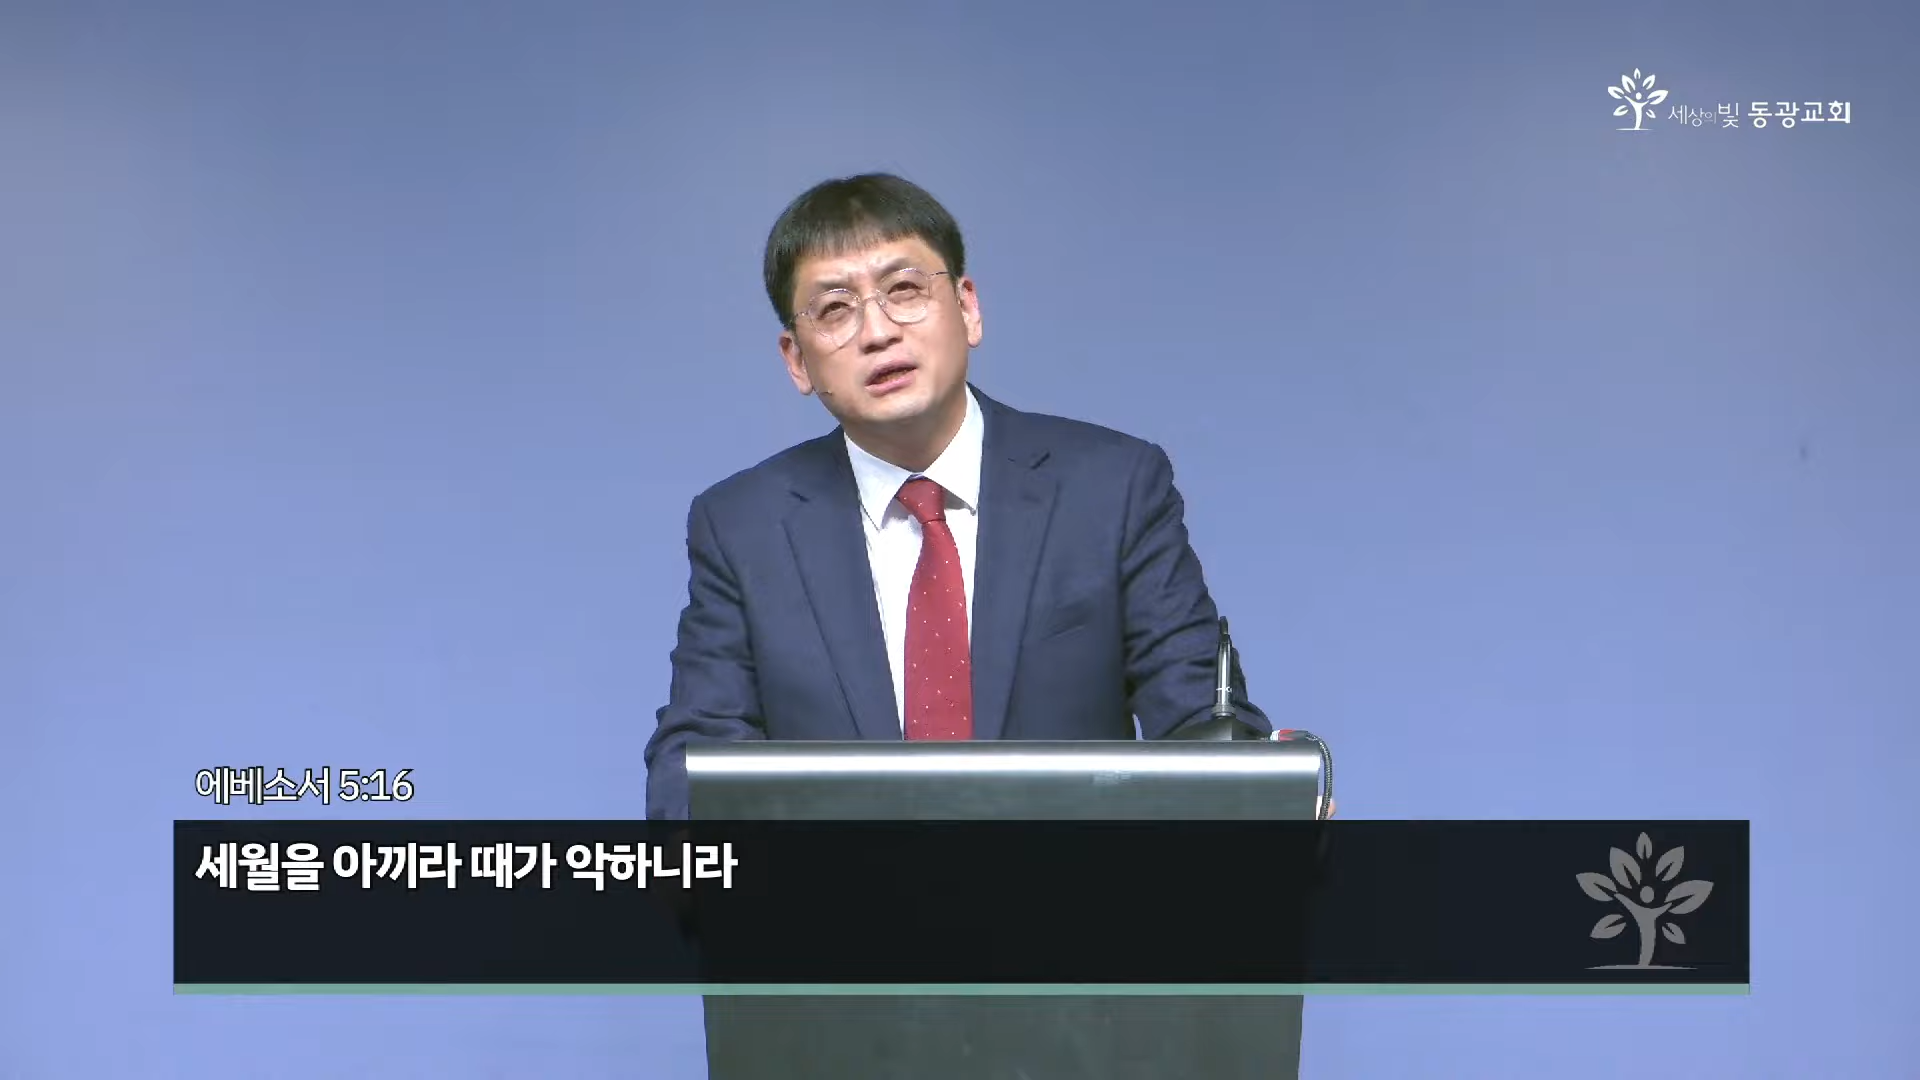 세상의빛 동광교회
에베소서 5:16
세월을 아끼라 때가 악하니라